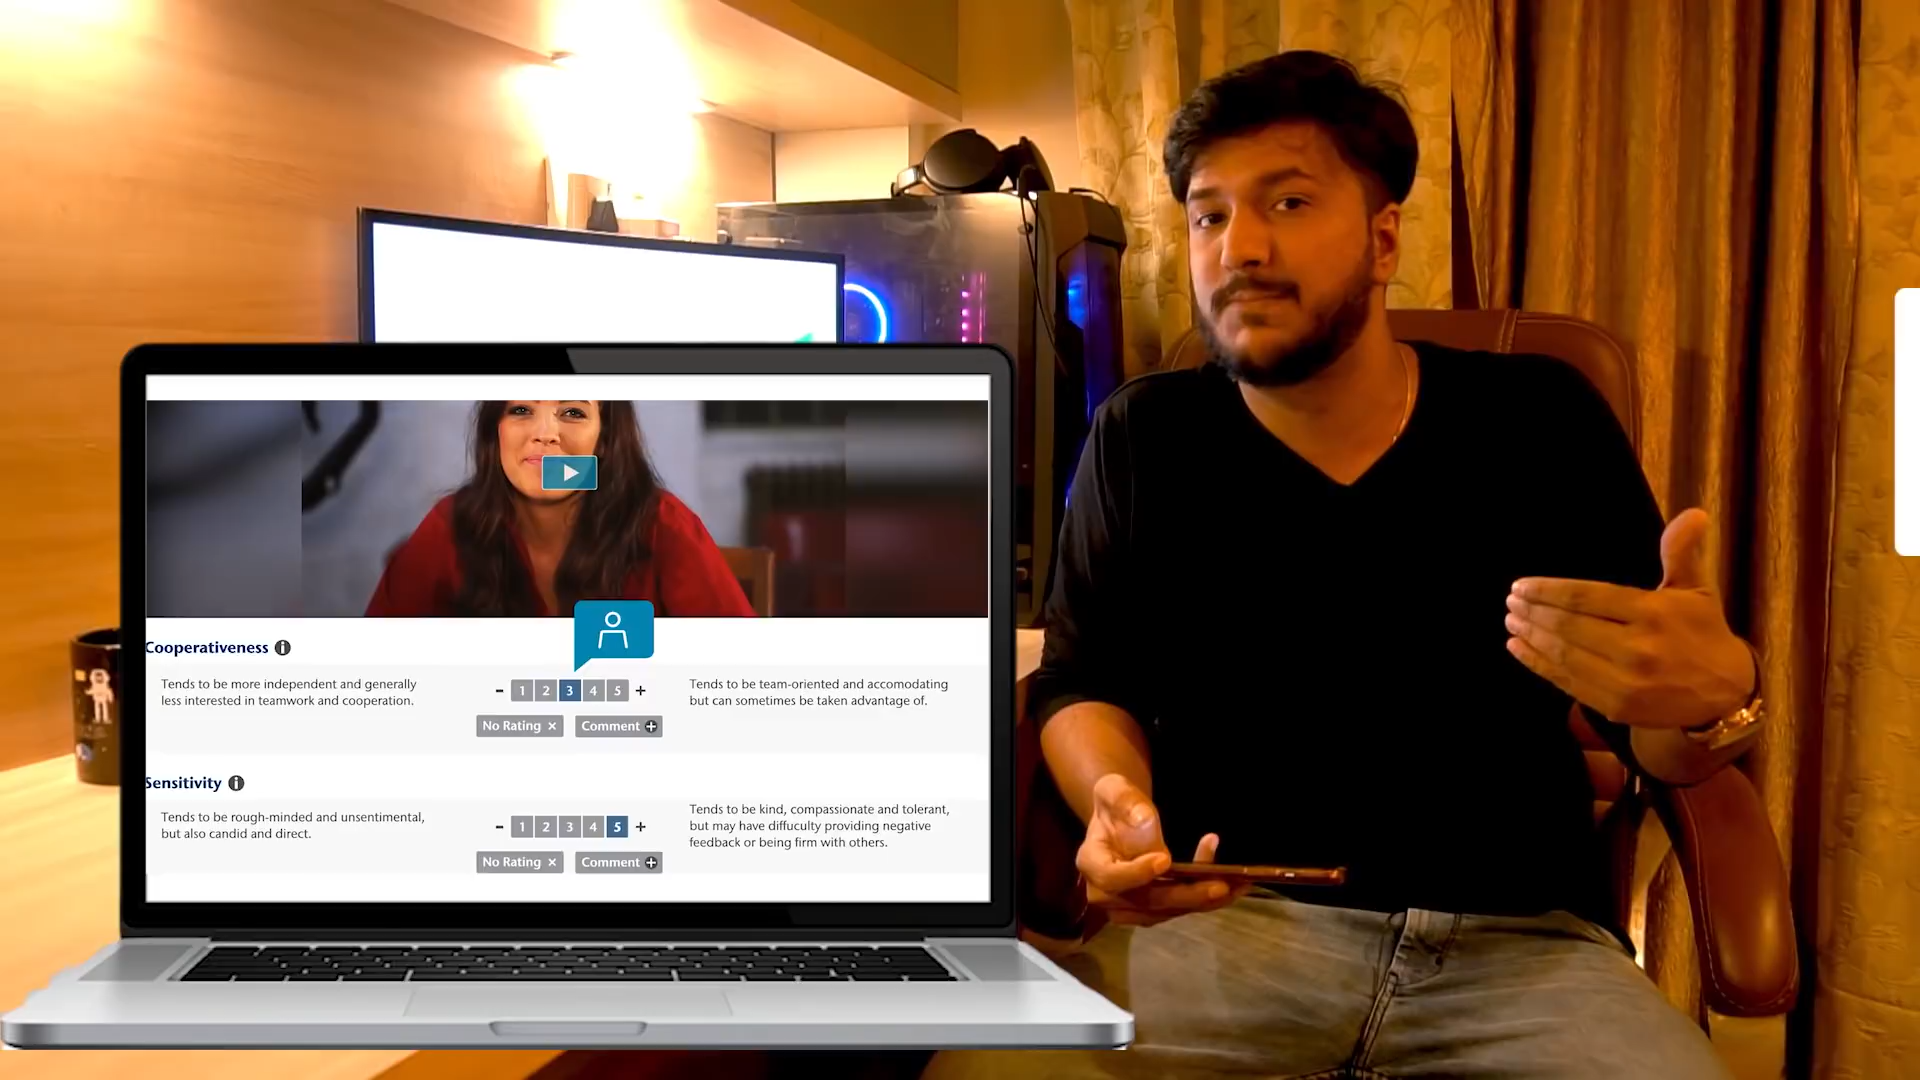 Cooperativeness
Tends to be more independent and generally
less interested in teamwork and cooperation.
- 1 2 3 4 5 +
No Rating × Comment +
Tends to be team-oriented and accomodating
but can sometimes be taken advantage of.
Sensitivity
Tends to be rough-minded and unsentimental,
but also candid and direct.
- 1 2 3 4 5 +
No Rating × Comment +
Tends to be kind, compassionate and tolerant,
but may have diffuculty providing negative
feedback or being firm with others.